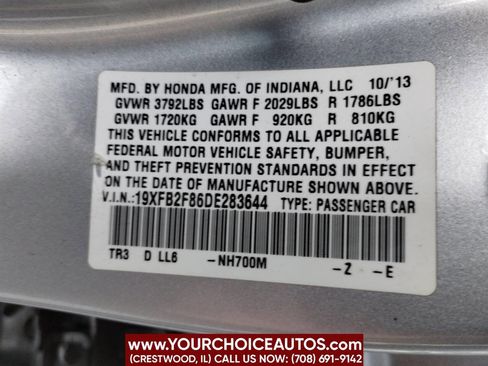 MFD. BY HONDA MFG. OF INDIANA, LLC 10/'13
GVWR 3792LBS GAWR F 2029LBS R 1786LBS
GVWR 1720KG GAWR F 920KG R 810KG
THIS VEHICLE CONFORMS TO ALL APPLICABLE
FEDERAL MOTOR VEHICLE SAFETY, BUMPER,
AND THEFT PREVENTION STANDARDS IN EFFECT
ON THE DATE OF MANUFACTURE SHOWN ABOVE.
V.I.N.:19XFB2F86DE283644 TYPE: PASSENGER CAR
TR3 D LL6 -NH700M -Z -E
WWW.YOURCHOICEAUTOS.COM
(CRESTWOOD, IL) CALL US: (708) 691-9142